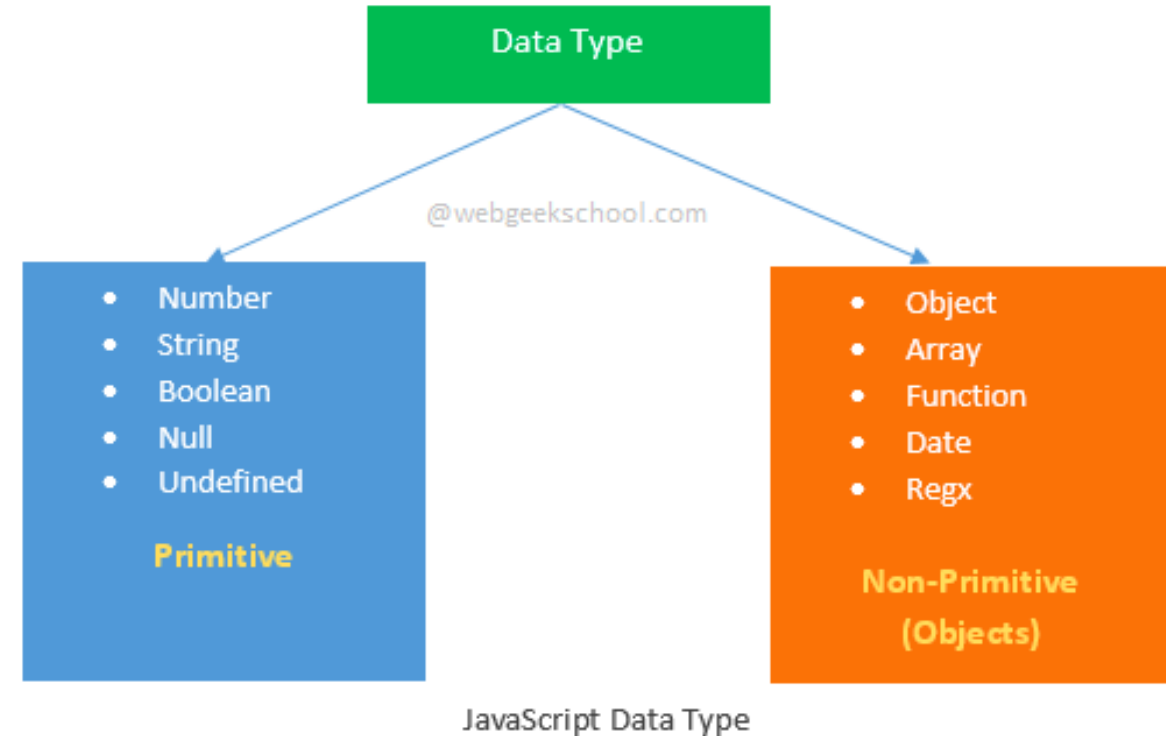 Data Type
@webgeekschool.com
• Number
• String
• Boolean
• Null
• Undefined
Primitive
• Object
• Array
• Function
• Date
• Regx
Non-Primitive
(Objects)
JavaScript Data Type